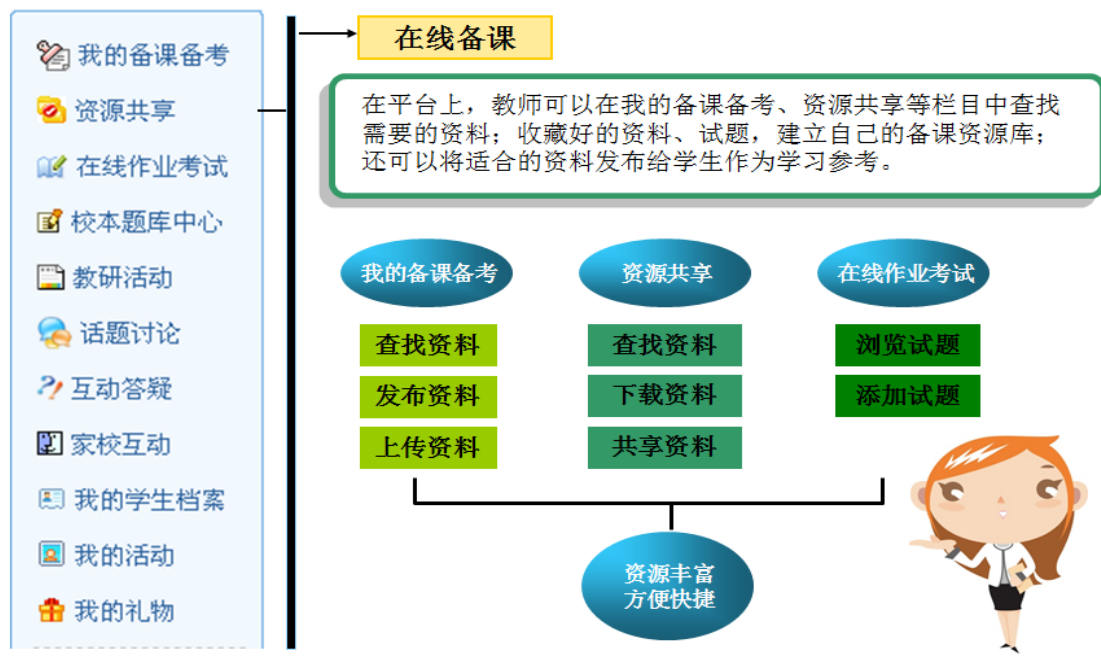 我的备课备考
资源共享
在线作业考试
校本题库中心
教研活动
话题讨论
互动答疑
家校互动
我的学生档案
我的活动
我的礼物
在线备课
在平台上，教师可以在我的备课备考、资源共享等栏目中查找
需要的资料；收藏好的资料、试题，建立自己的备课资源库；
还可以将适合的资料发布给学生作为学习参考。
我的备课备考
查找资料
发布资料
上传资料
资源共享
查找资料
下载资料
共享资料
在线作业考试
浏览试题
添加试题
资源丰富
方便快捷